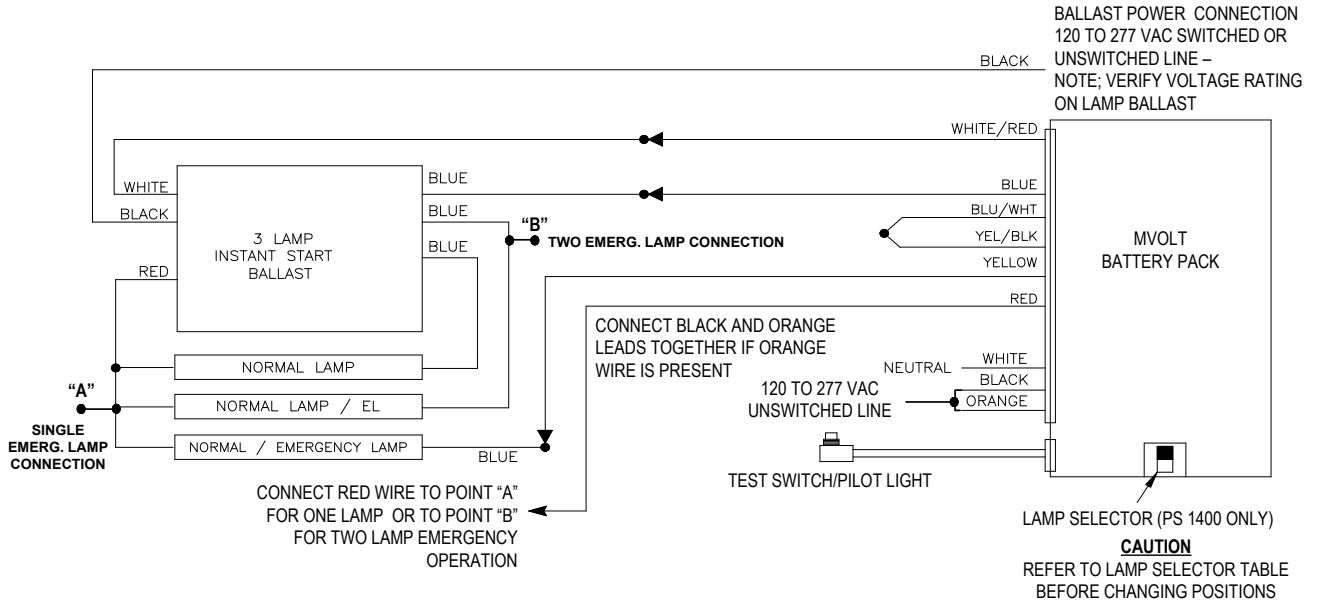 BALLAST POWER CONNECTION
120 TO 277 VAC SWITCHED OR
UNSWITCHED LINE –
NOTE; VERIFY VOLTAGE RATING
ON LAMP BALLAST
BLACK
WHITE/RED
WHITE
BLACK
RED
3 LAMP
INSTANT START
BALLAST
BLUE
BLUE
BLUE
"B"
TWO EMERG. LAMP CONNECTION
BLUE
BLU/WHT
YEL/BLK
YELLOW
RED
MVOLT
BATTERY PACK
CONNECT BLACK AND ORANGE
LEADS TOGETHER IF ORANGE
WIRE IS PRESENT
NEUTRAL
WHITE
BLACK
ORANGE
120 TO 277 VAC
UNSWITCHED LINE
NORMAL LAMP
NORMAL LAMP / EL
NORMAL / EMERGENCY LAMP
BLUE
"A"
SINGLE
EMERG. LAMP
CONNECTION
TEST SWITCH/PILOT LIGHT
CONNECT RED WIRE TO POINT "A"
FOR ONE LAMP OR TO POINT "B"
FOR TWO LAMP EMERGENCY
OPERATION
LAMP SELECTOR (PS 1400 ONLY)
CAUTION
REFER TO LAMP SELECTOR TABLE
BEFORE CHANGING POSITIONS